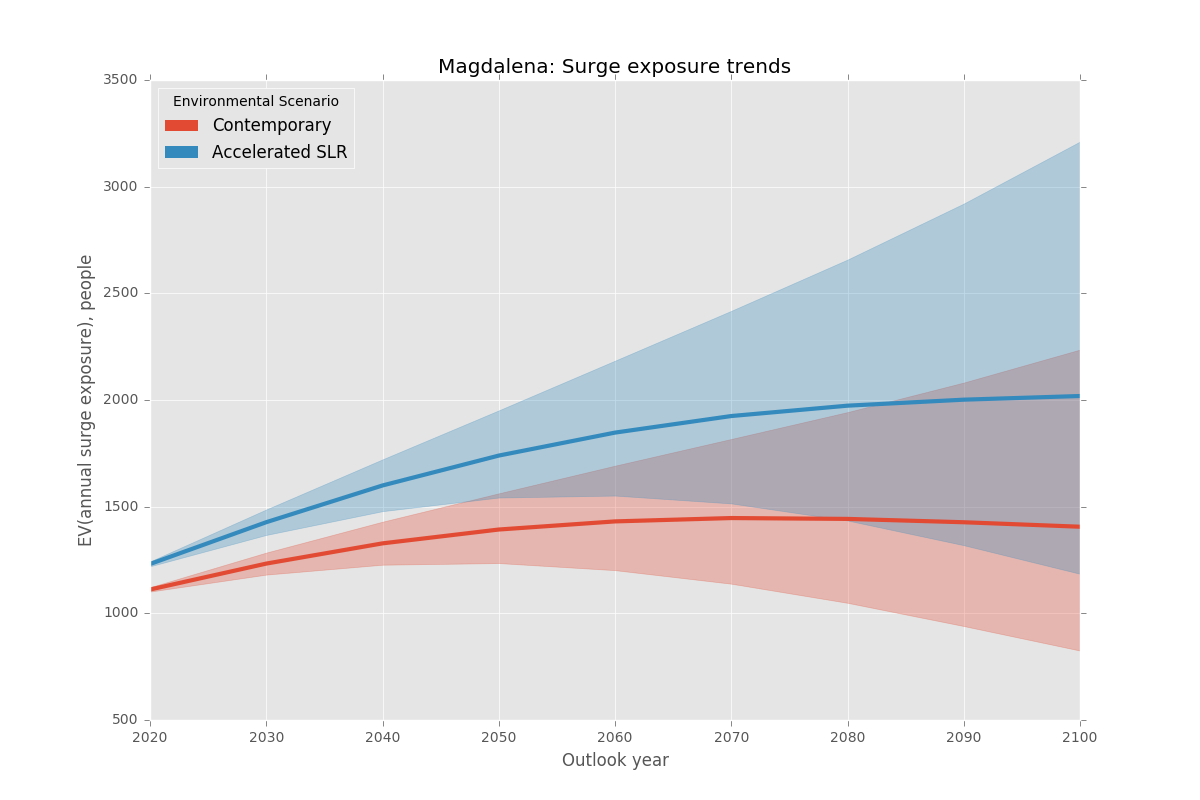 Magdalena: Surge exposure trends
Environmental Scenario
Contemporary
Accelerated SLR
EV(annual surge exposure), people
3500
3000
2500
2000
1500
1000
500
2020 2030 2040 2050 2060 2070 2080 2090 2100
Outlook year